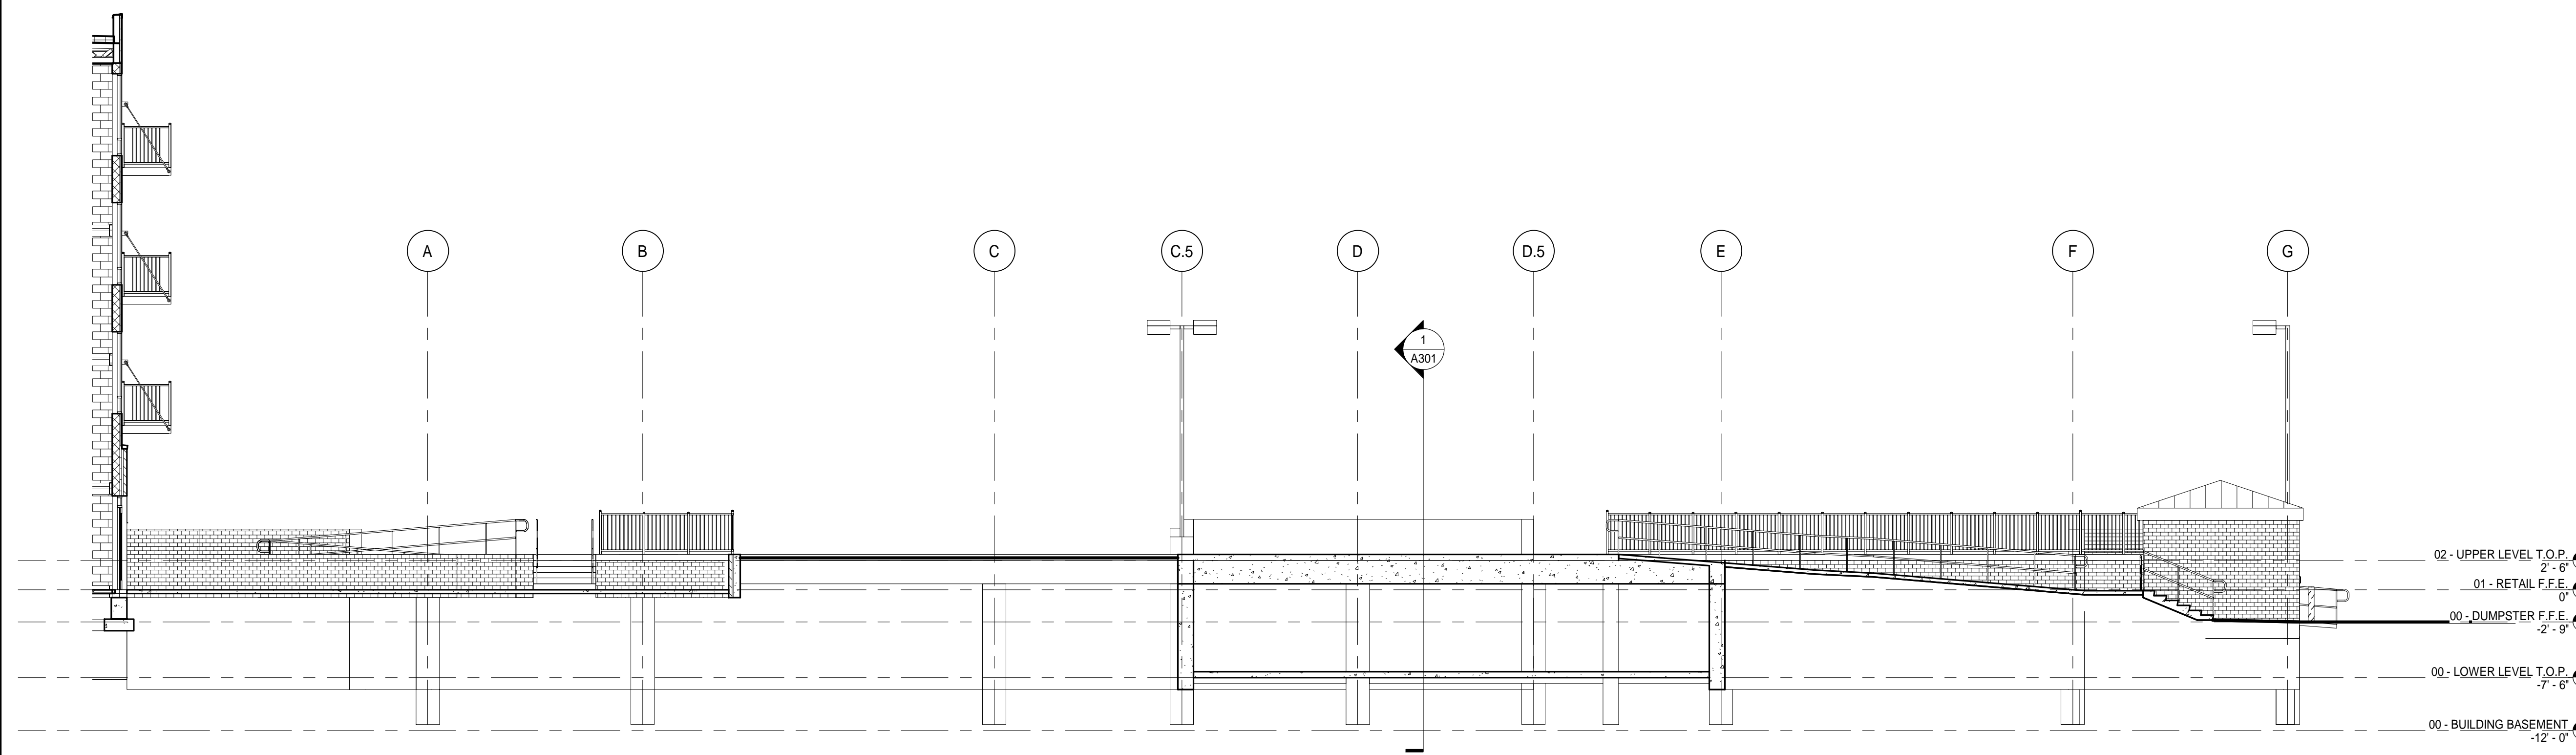 A
B
C
C.5
D
D.5
E
F
G
1
A301
02 - UPPER LEVEL T.O.P.
2' - 6"
01 - RETAIL F.F.E.
0"
00 - DUMPSTER F.F.E.
-2' - 9"
00 - LOWER LEVEL T.O.P.
-7' - 6"
00 - BUILDING BASEMENT
-12' - 0"